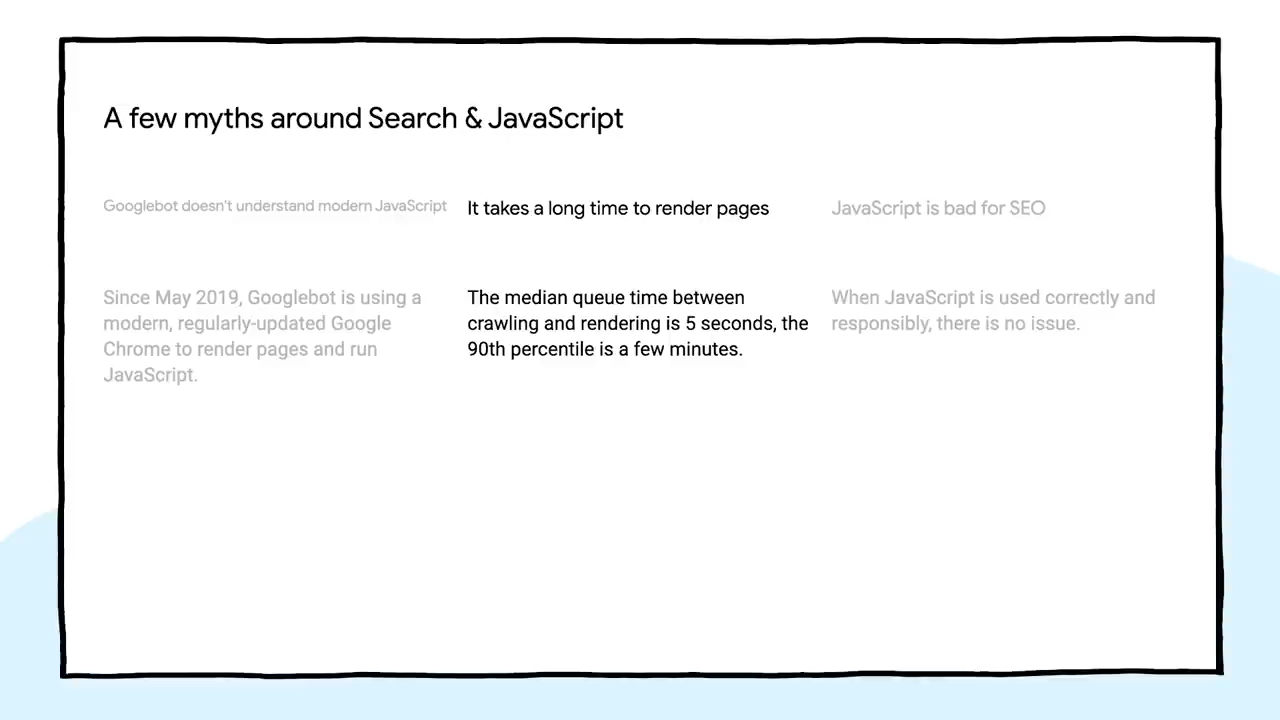 A few myths around Search & JavaScript
Googlebot doesn't understand modern JavaScript
It takes a long time to render pages
JavaScript is bad for SEO
Since May 2019, Googlebot is using a
modern, regularly-updated Google
Chrome to render pages and run
JavaScript.
The median queue time between
crawling and rendering is 5 seconds, the
90th percentile is a few minutes.
When JavaScript is used correctly and
responsibly, there is no issue.